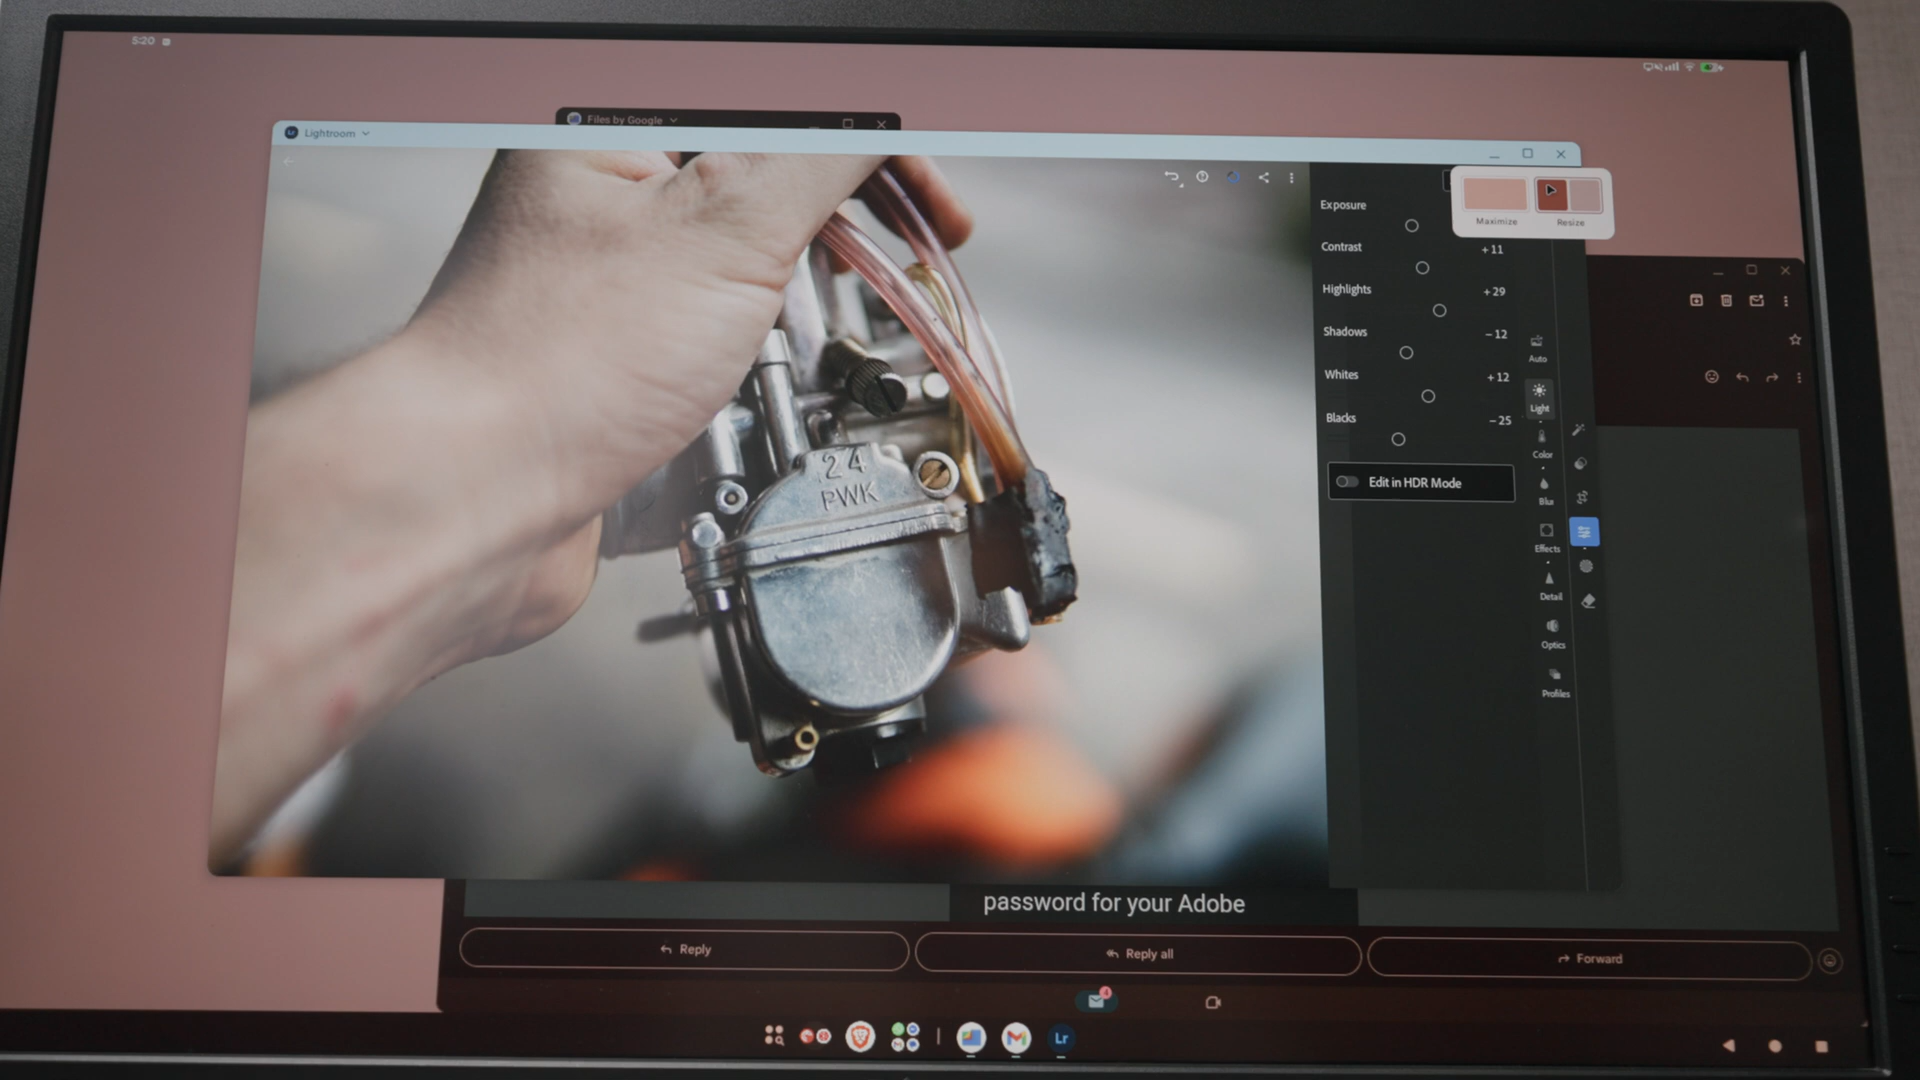 5:20
Files by Google
Lightroom
Maximize
Resize
Exposure
Contrast
+11
Highlights
+29
Shadows
-12
Whites
+12
Blacks
-25
Edit in HDR Mode
Auto
Light
Color
Blur
Effects
Detail
Optics
Profiles
24
PWK
password for your Adobe
Reply
Reply all
Forward
4
Lr